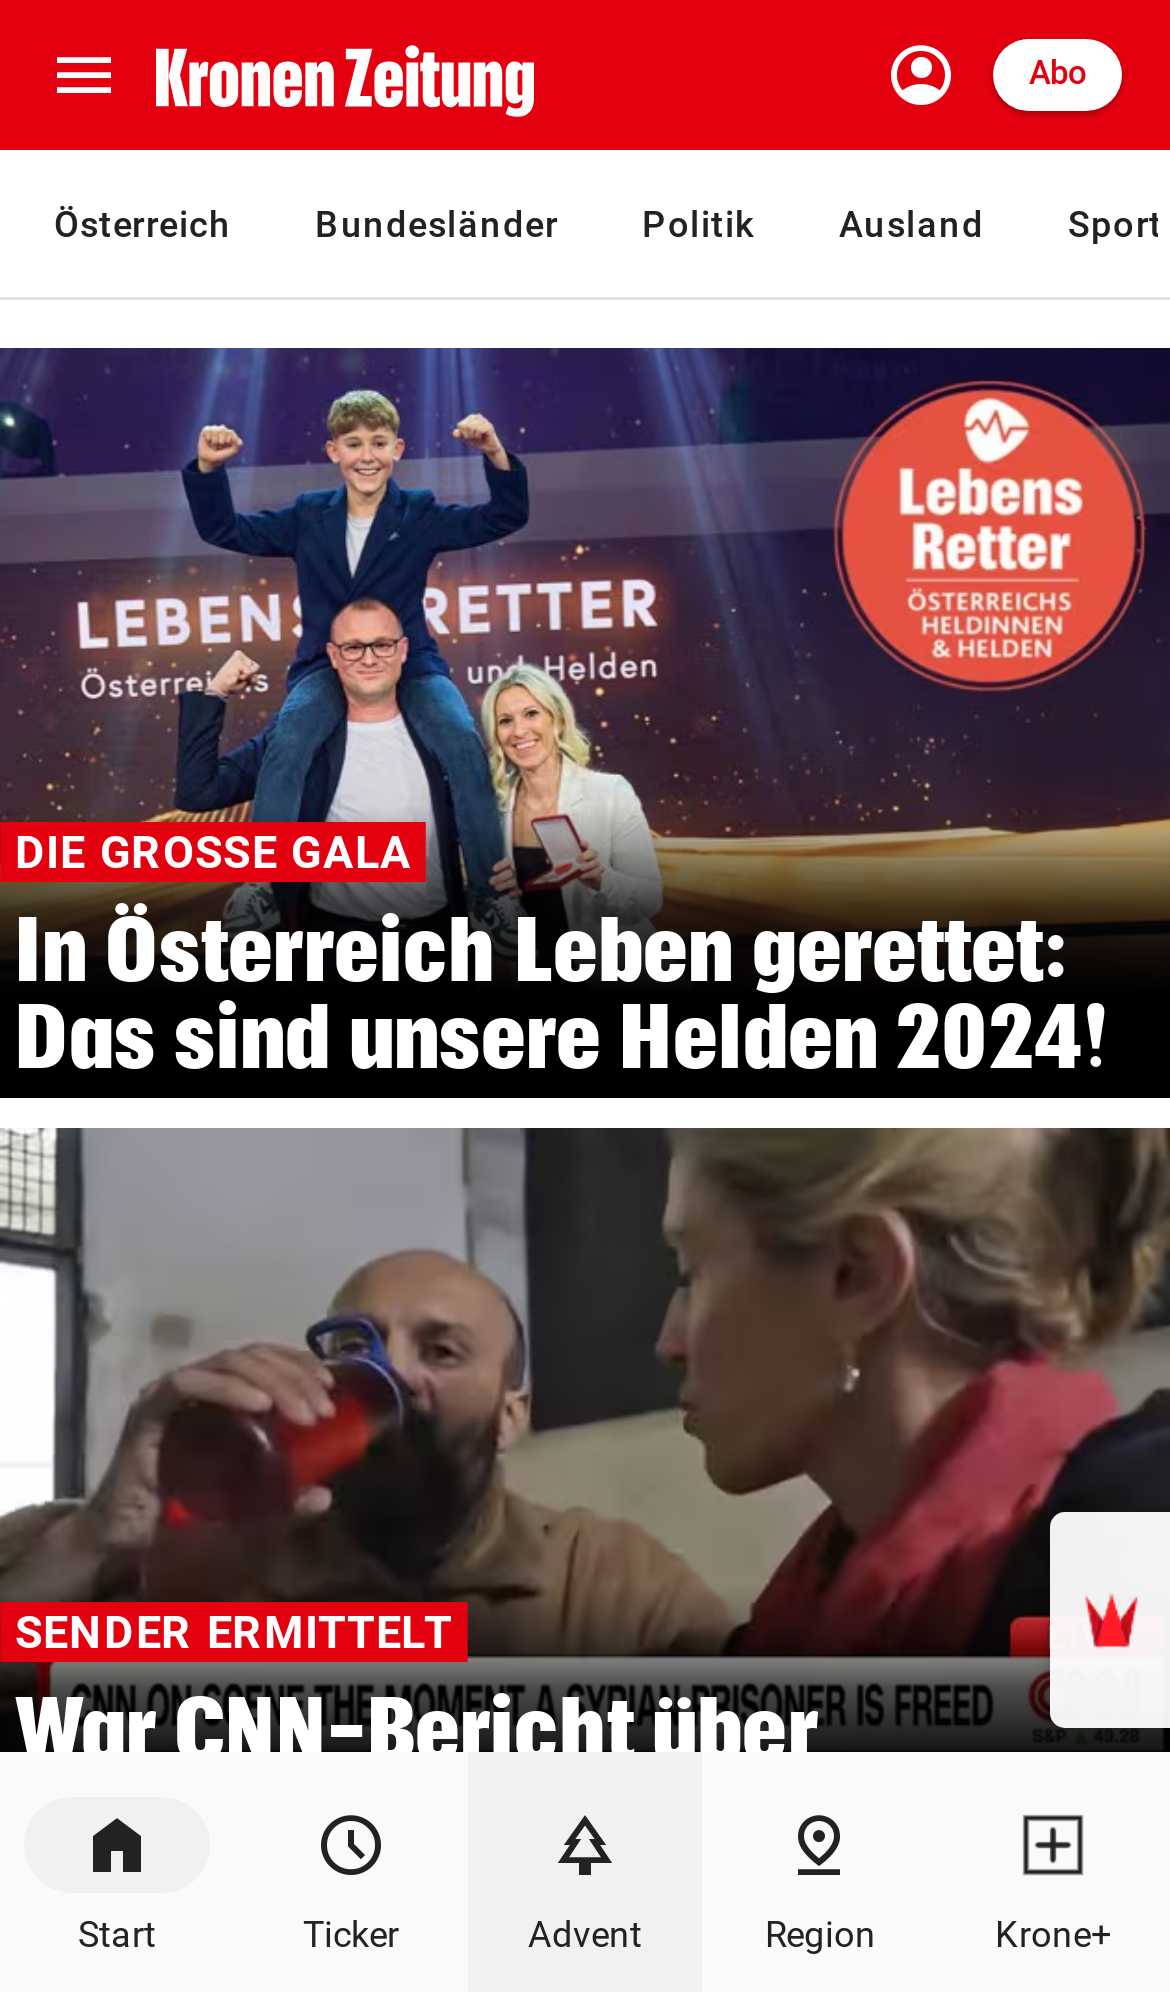 Kronen Zeitung
Abo
Österreich
Bundesländer
Politik
Ausland
Sport
Lebens
Retter
ÖSTERREICHS
HELDINNEN
& HELDEN
LEBENS RETTER
und Helden
DIE GROSSE GALA
In Österreich Leben gerettet:
Das sind unsere Helden 2024!
SENDER ERMITTELT
CNN ON SCENE THE MOMENT A SYRIAN PRISONER IS FREED
War CNN-Bericht über
S&P ▲ 49.28
Start
Ticker
Advent
Region
Krone+